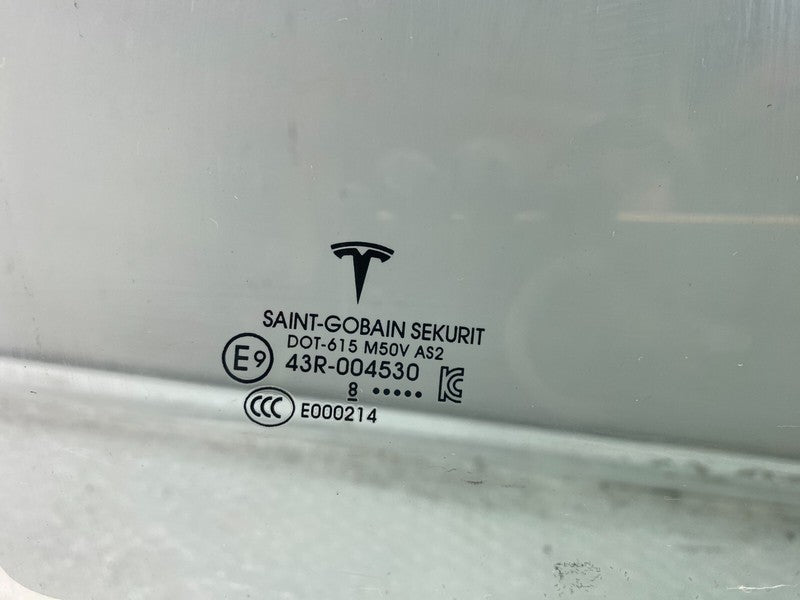 SAINT-GOBAIN SEKURIT
DOT-615 M50V AS2
E9 43R-004530
8 •••••
CCC E000214